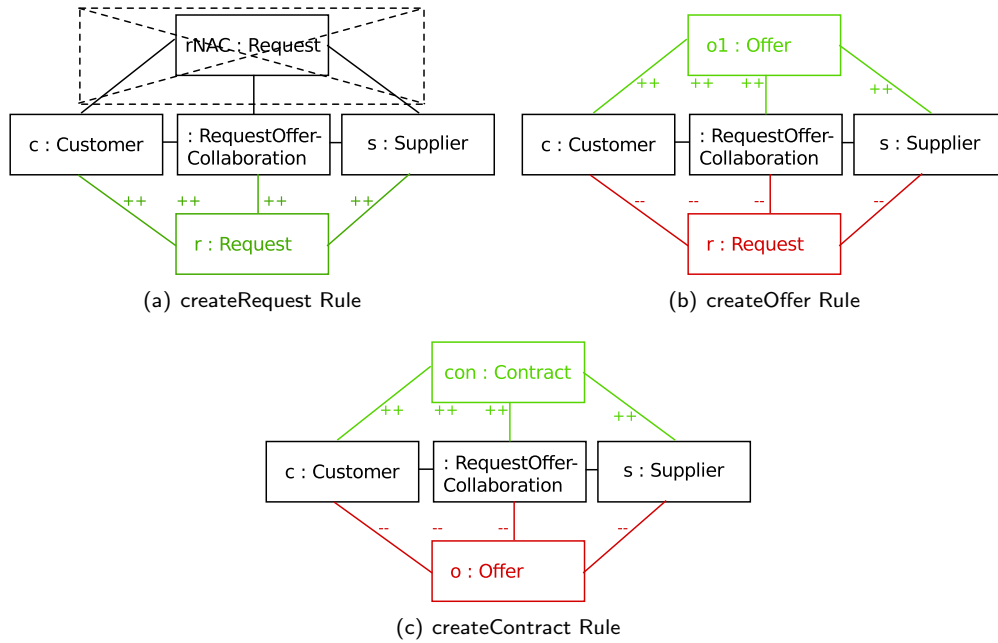 rNAC : Request
c : Customer
: RequestOffer-
Collaboration
s : Supplier
++ ++ ++ ++
r : Request
(a) createRequest Rule
o1 : Offer
++ ++ ++ ++
c : Customer
: RequestOffer-
Collaboration
s : Supplier
-- -- -- --
r : Request
(b) createOffer Rule
con : Contract
++ ++ ++ ++
c : Customer
: RequestOffer-
Collaboration
s : Supplier
-- -- -- --
o : Offer
(c) createContract Rule